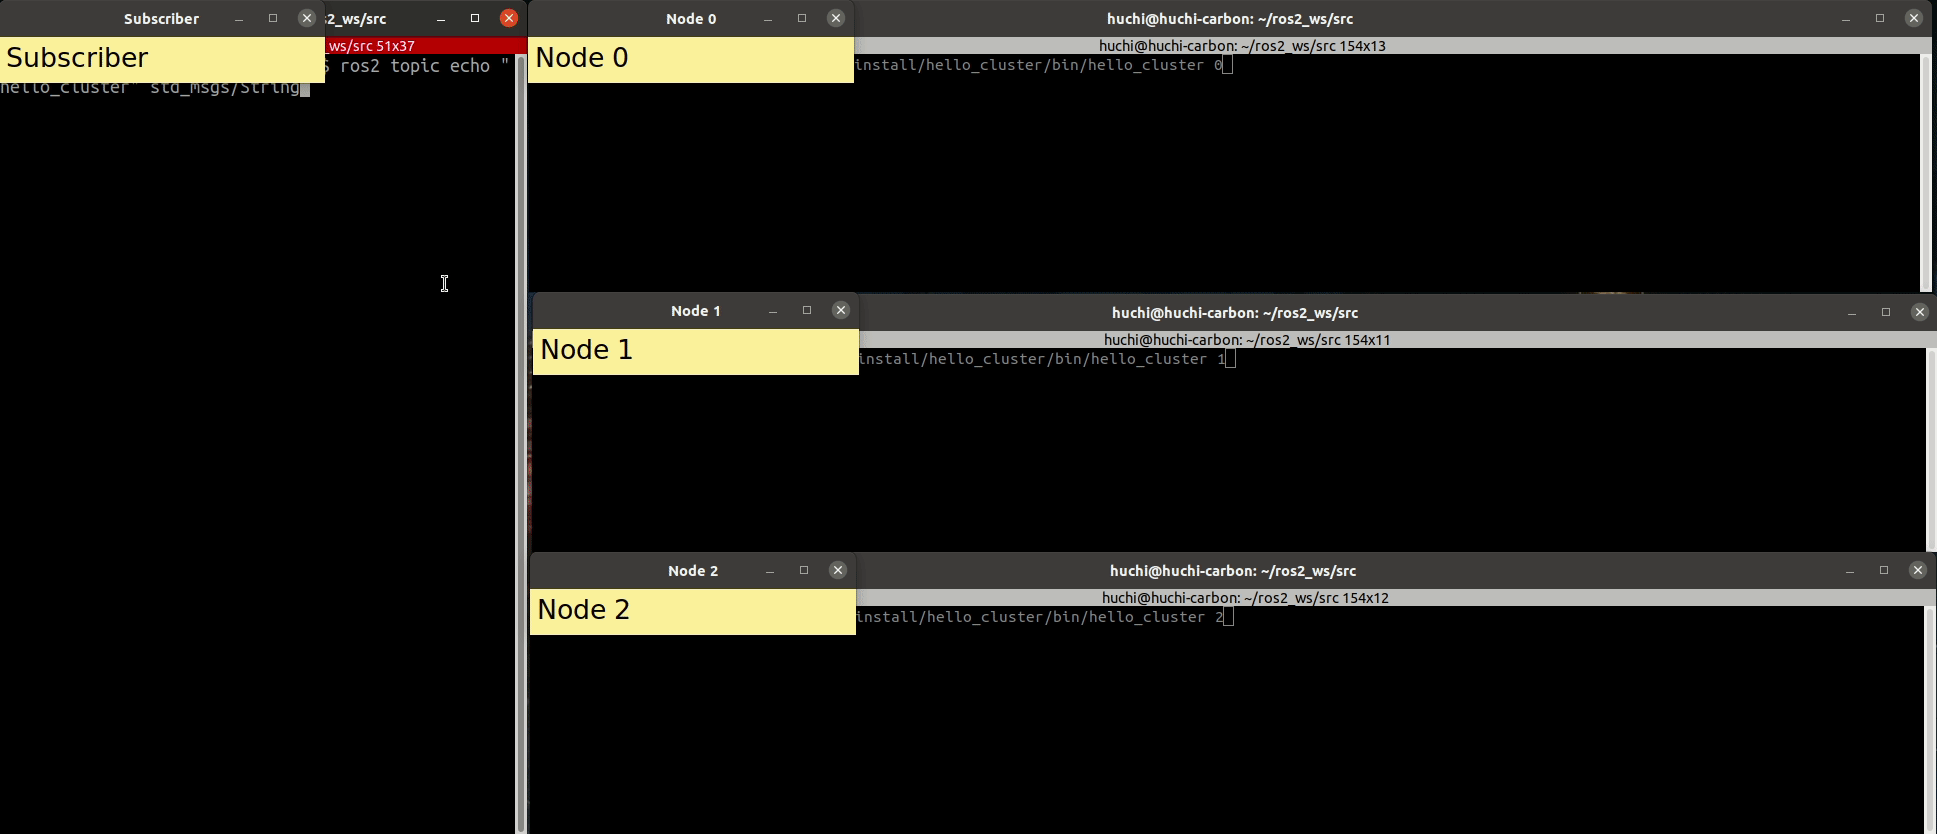 Subscriber
s2_ws/src
_ws/src 51x37
Subscriber
$ ros2 topic echo "
hello_cluster" std_msgs/String
Node 0
huchi@huchi-carbon: ~/ros2_ws/src
huchi@huchi-carbon: ~/ros2_ws/src 154x13
Node 0
install/hello_cluster/bin/hello_cluster 0
Node 1
huchi@huchi-carbon: ~/ros2_ws/src
huchi@huchi-carbon: ~/ros2_ws/src 154x11
Node 1
install/hello_cluster/bin/hello_cluster 1
Node 2
huchi@huchi-carbon: ~/ros2_ws/src
huchi@huchi-carbon: ~/ros2_ws/src 154x12
Node 2
install/hello_cluster/bin/hello_cluster 2